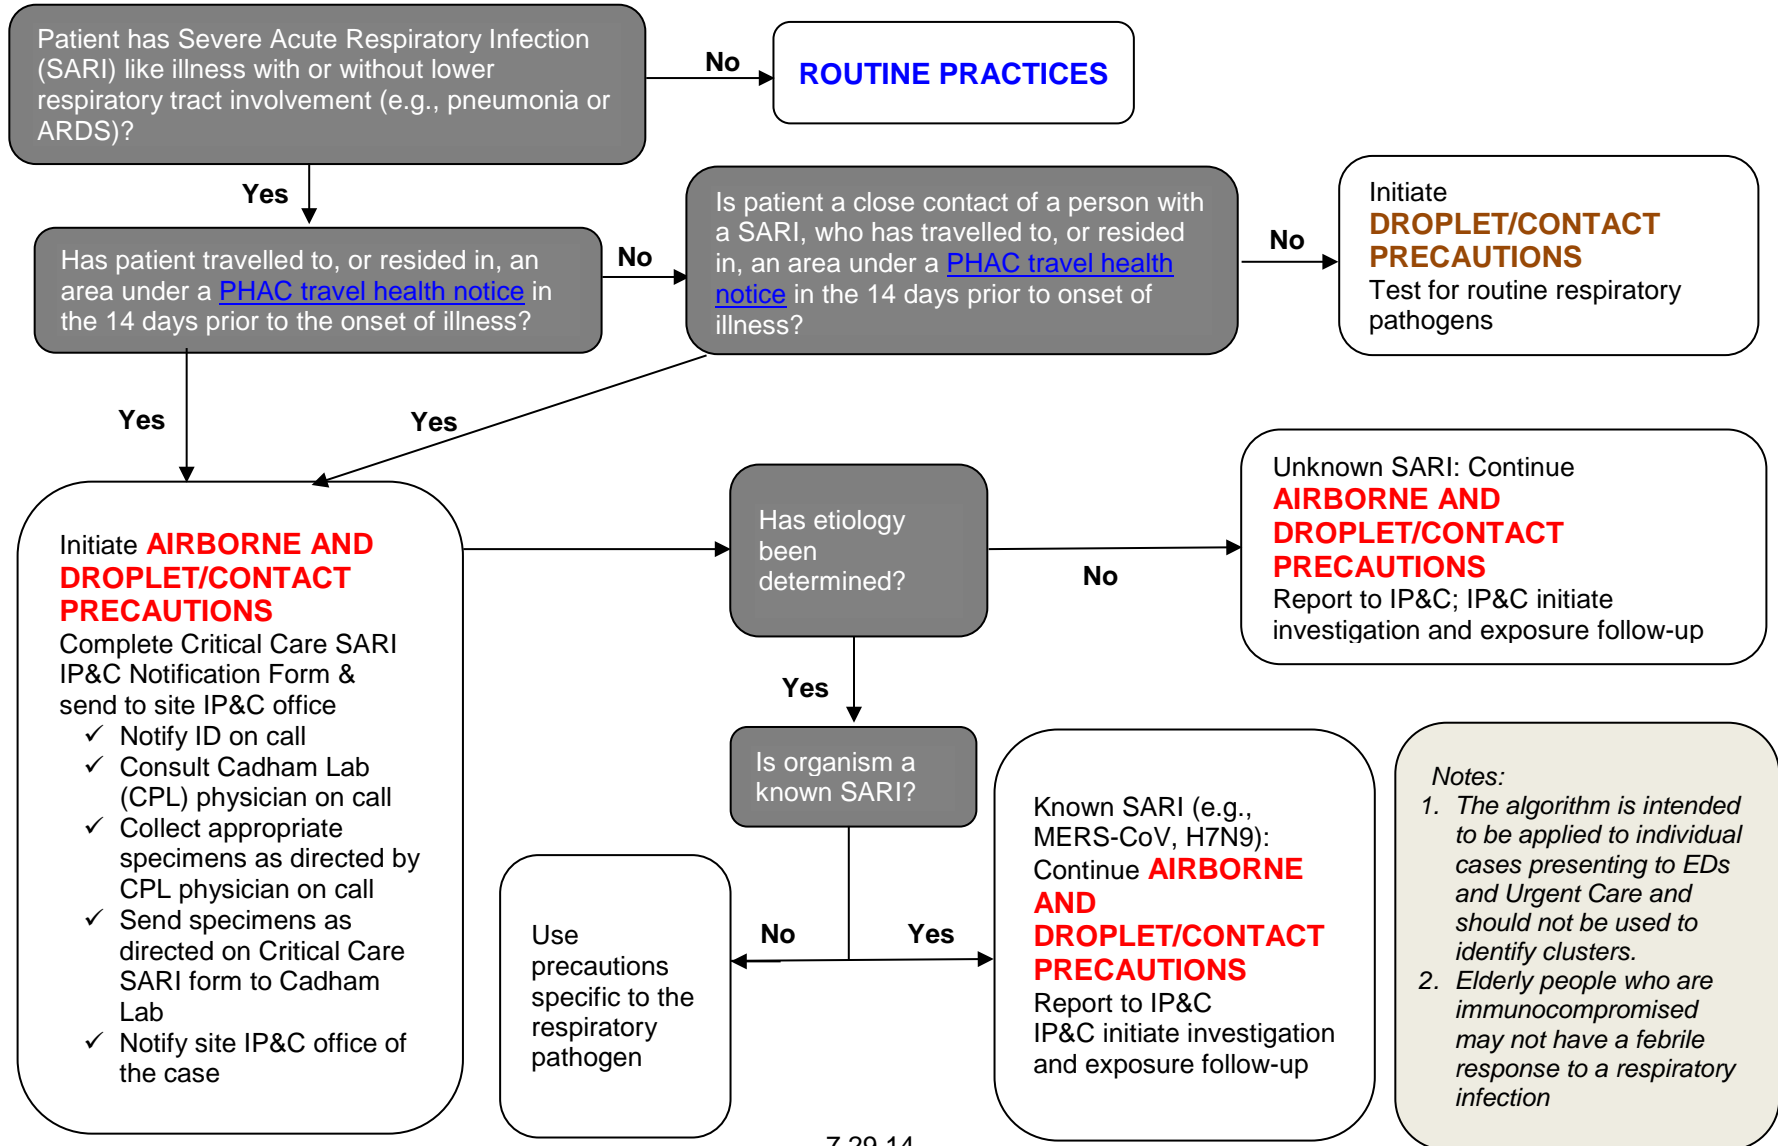 Patient has Severe Acute Respiratory Infection
(SARI) like illness with or without lower
respiratory tract involvement (e.g., pneumonia or
ARDS)?
No
ROUTINE PRACTICES
Yes
Has patient travelled to, or resided in, an
area under a PHAC travel health notice in
the 14 days prior to the onset of illness?
No
Is patient a close contact of a person with
a SARI, who has travelled to, or resided
in, an area under a PHAC travel health
notice in the 14 days prior to onset of
illness?
No
Initiate
DROPLET/CONTACT
PRECAUTIONS
Test for routine respiratory
pathogens
Yes
Yes
Initiate AIRBORNE AND
DROPLET/CONTACT
PRECAUTIONS
Complete Critical Care SARI
IP&C Notification Form &
send to site IP&C office
✓ Notify ID on call
✓ Consult Cadham Lab
(CPL) physician on call
✓ Collect appropriate
specimens as directed by
CPL physician on call
✓ Send specimens as
directed on Critical Care
SARI form to Cadham
Lab
✓ Notify site IP&C office of
the case
Has etiology
been
determined?
No
Unknown SARI: Continue
AIRBORNE AND
DROPLET/CONTACT
PRECAUTIONS
Report to IP&C; IP&C initiate
investigation and exposure follow-up
Yes
Is organism a
known SARI?
No
Yes
Use
precautions
specific to the
respiratory
pathogen
Known SARI (e.g.,
MERS-CoV, H7N9):
Continue AIRBORNE
AND
DROPLET/CONTACT
PRECAUTIONS
Report to IP&C
IP&C initiate investigation
and exposure follow-up
Notes:
1. The algorithm is intended
to be applied to individual
cases presenting to EDs
and Urgent Care and
should not be used to
identify clusters.
2. Elderly people who are
immunocompromised
may not have a febrile
response to a respiratory
infection
7.29.14